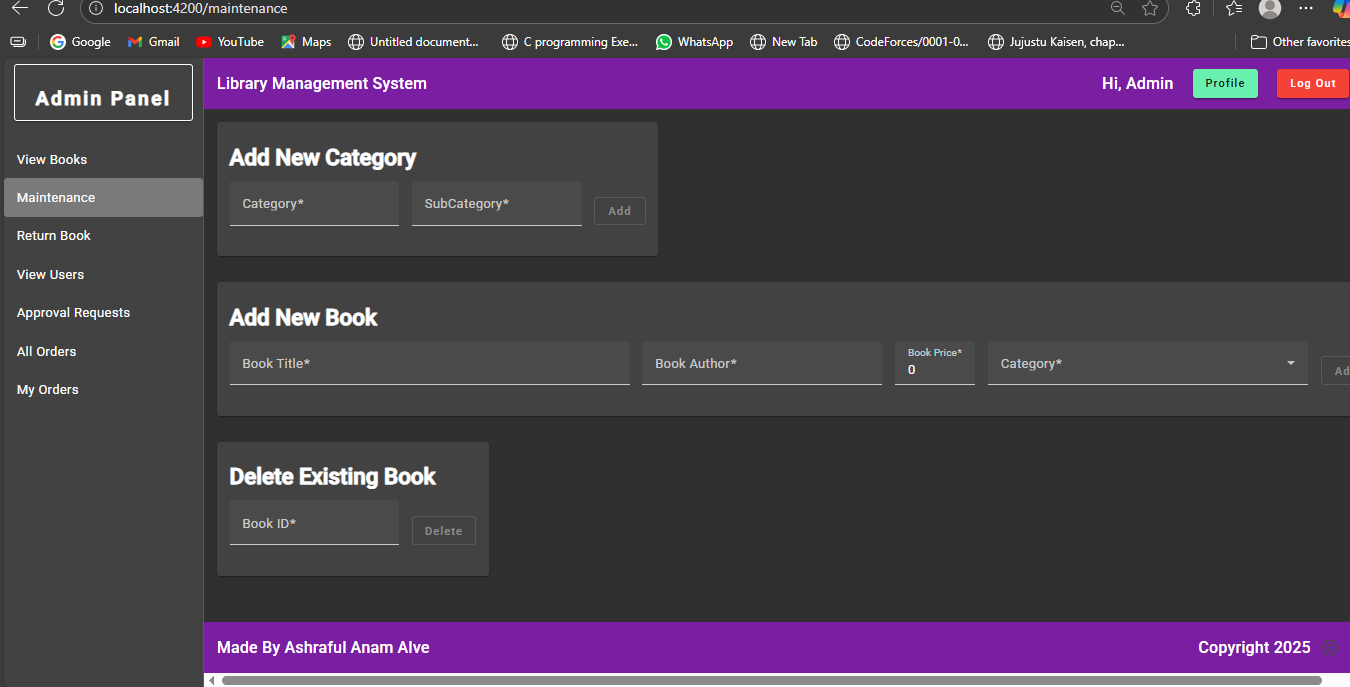 localhost:4200/maintenance
Google Gmail YouTube Maps Untitled document... C programming Exe... WhatsApp New Tab CodeForces/0001-0... Jujustu Kaisen, chap... Other favorites
Admin Panel
Library Management System
Hi, Admin
Profile
Log Out
View Books
Maintenance
Return Book
View Users
Approval Requests
All Orders
My Orders
Add New Category
Category* SubCategory* Add
Add New Book
Book Title* Book Author* Book Price* Category*
0
Ad
Delete Existing Book
Book ID* Delete
Made By Ashraful Anam Alve
Copyright 2025 ©